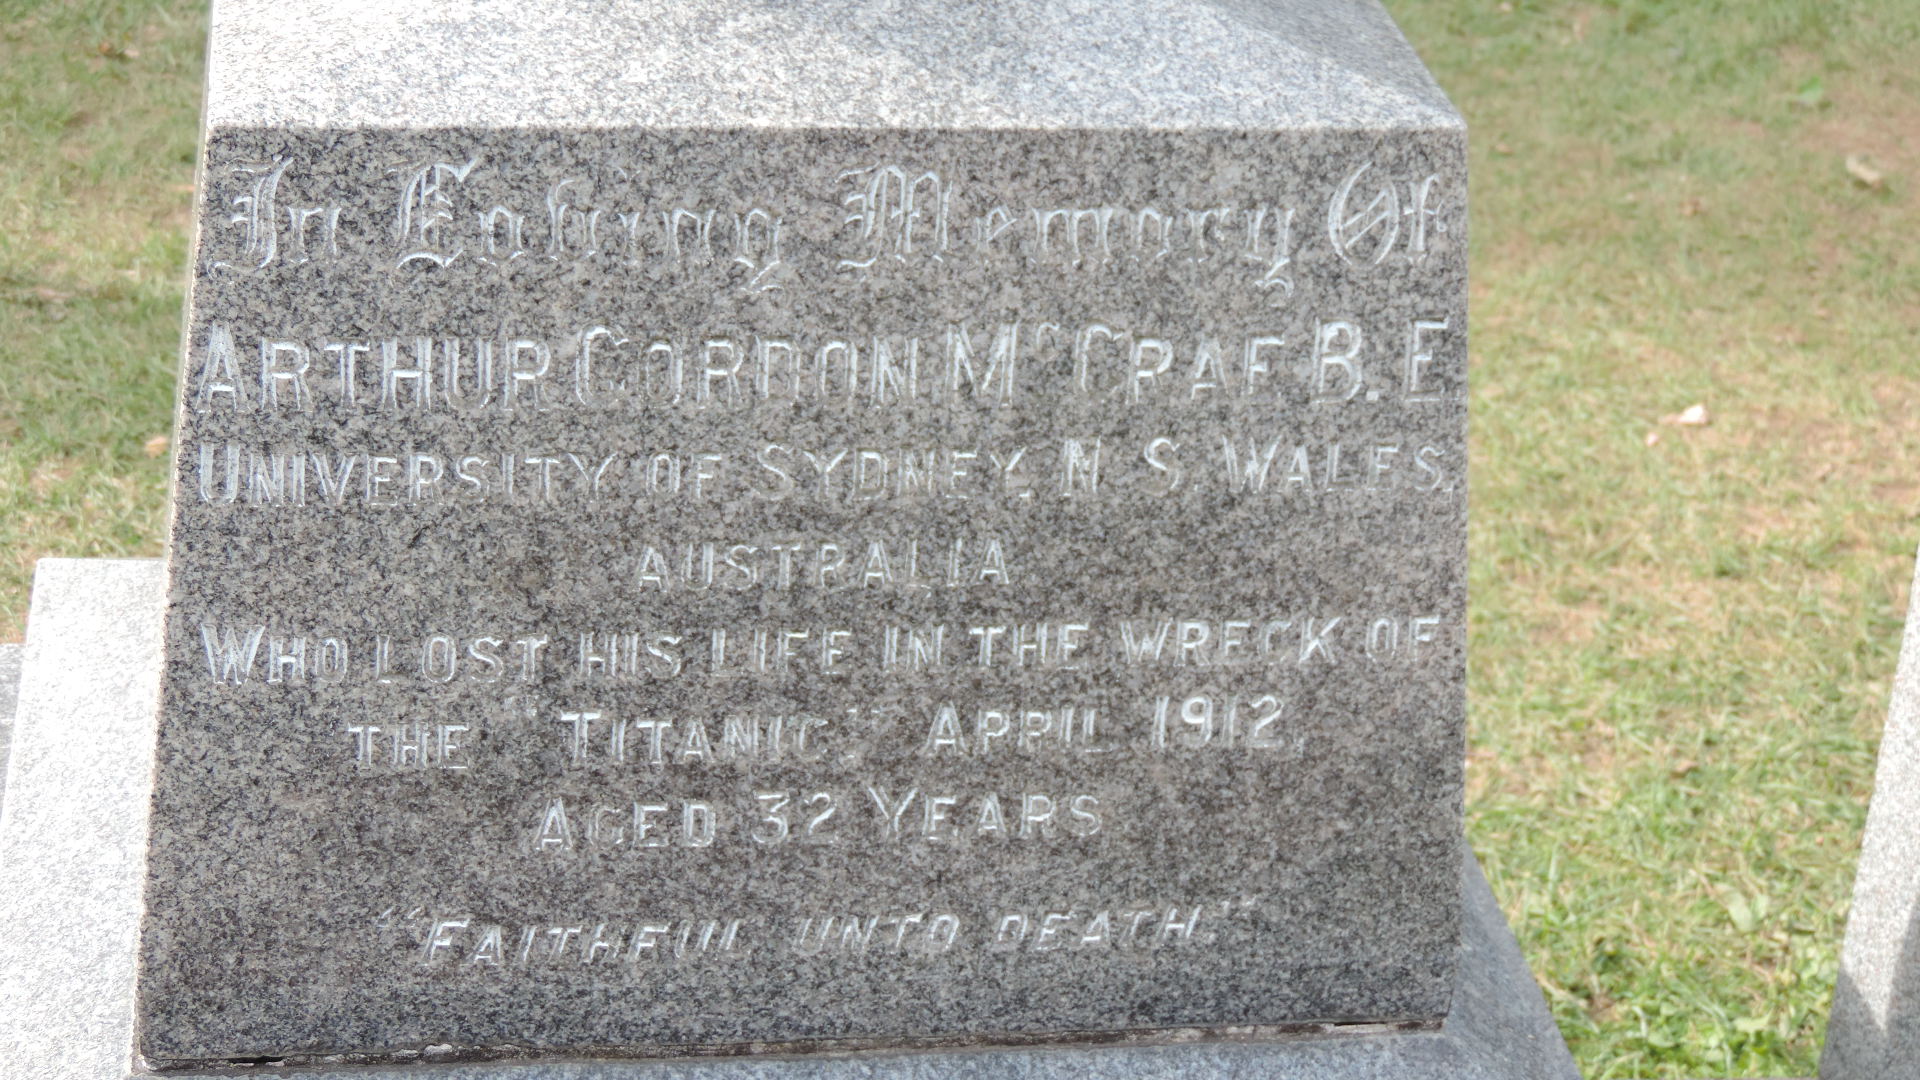 In Loving Memory Of
ARTHUR GORDON McCRAE B. E.
UNIVERSITY OF SYDNEY, N. S. WALES,
AUSTRALIA
WHO LOST HIS LIFE IN THE WRECK OF
THE "TITANIC" APRIL 1912,
AGED 32 YEARS
"FAITHFUL UNTO DEATH."